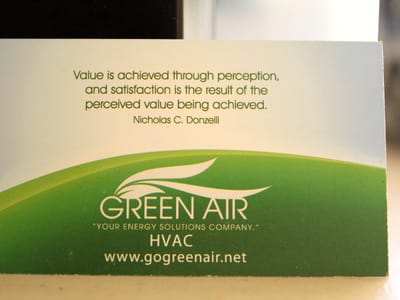 Value is achieved through perception,
and satisfaction is the result of the
perceived value being achieved.
Nicholas C. Donzelli
GREEN AIR
"YOUR ENERGY SOLUTIONS COMPANY."
HVAC
www.gogreenair.net